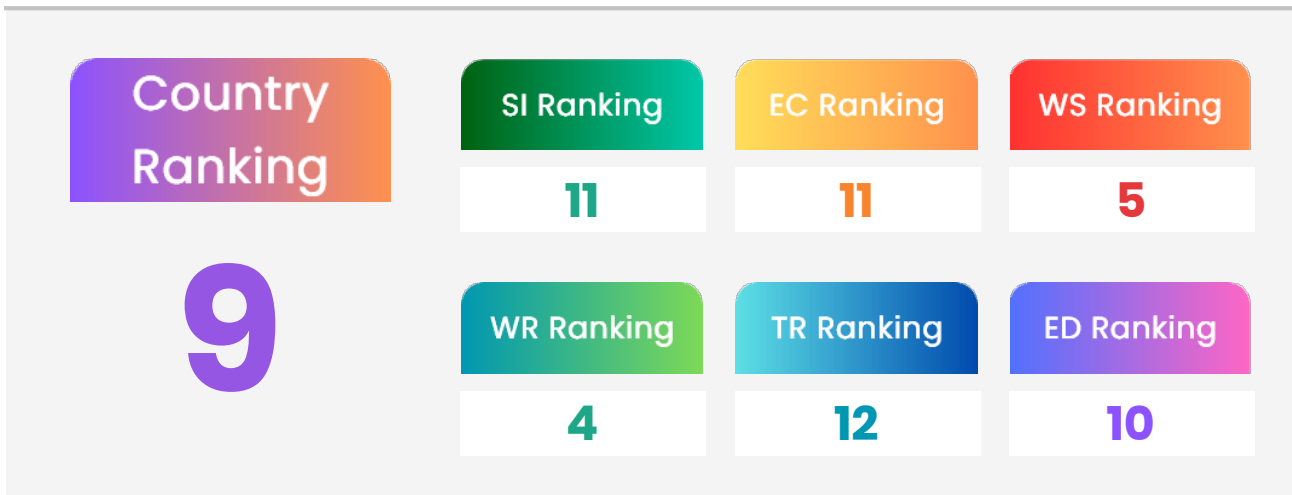 Country
Ranking
9
SI Ranking
11
EC Ranking
11
WS Ranking
5
WR Ranking
4
TR Ranking
12
ED Ranking
10